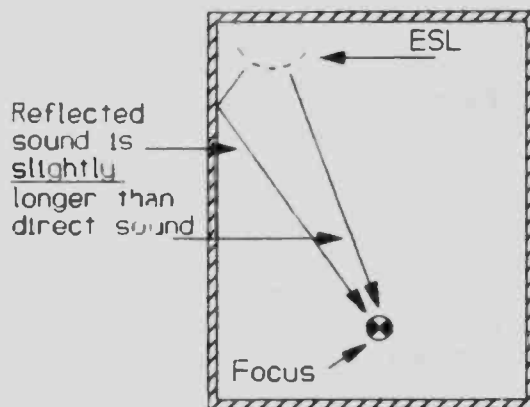 ESL
Reflected
sound is
slightly
longer than
direct sound
Focus